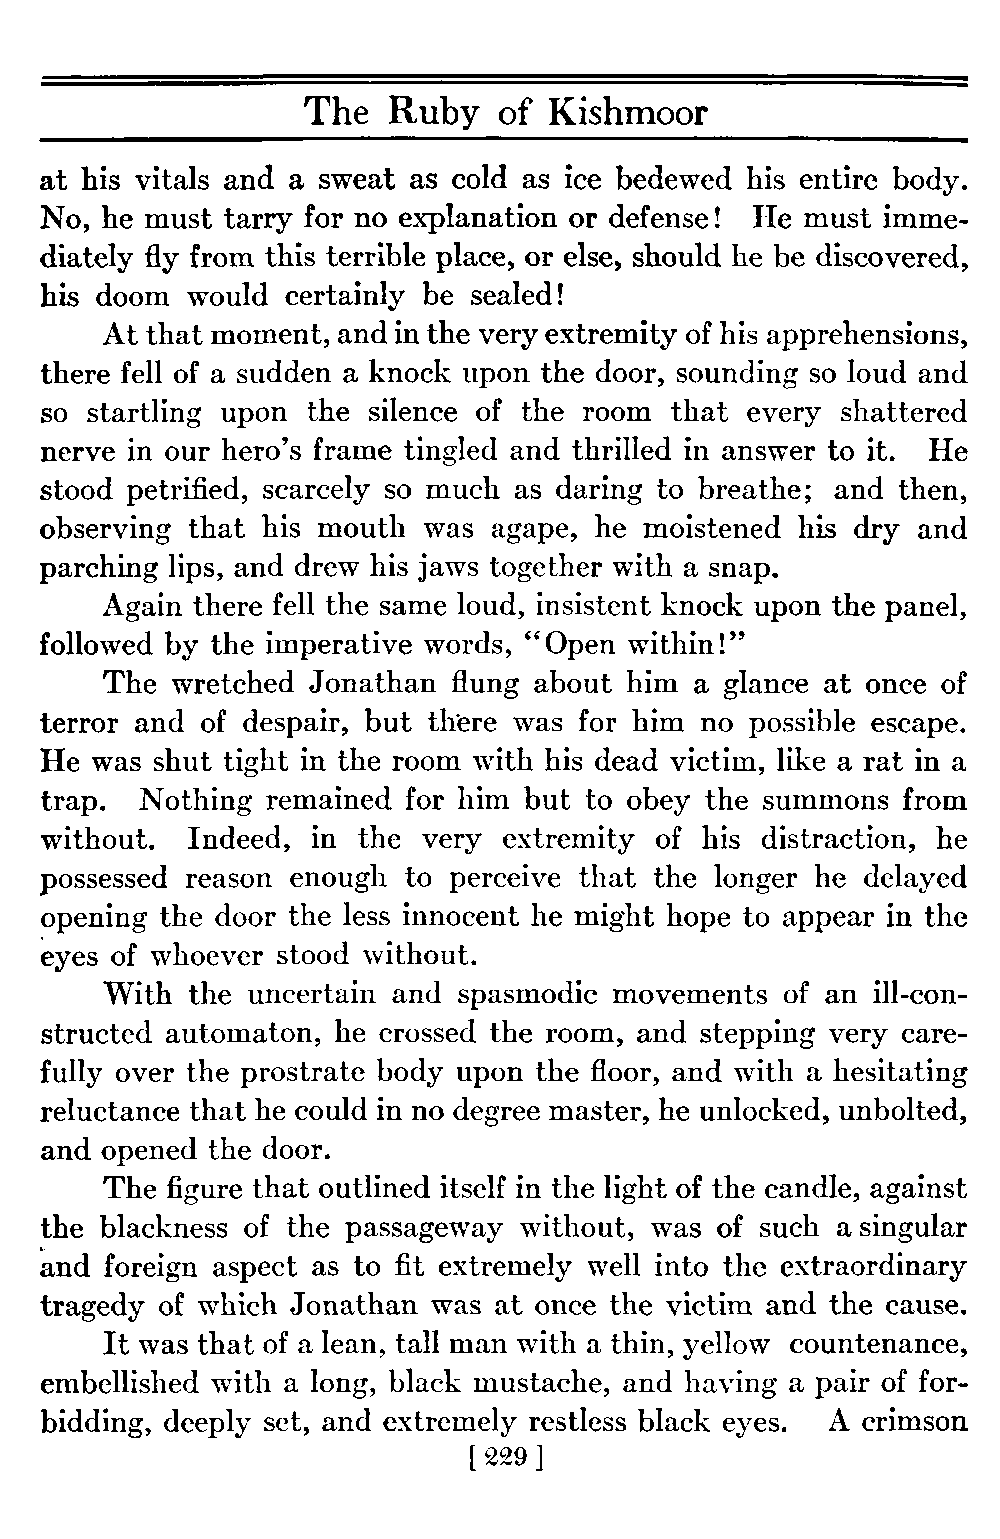 The Ruby of Kishmoor
at his vitals and a sweat as cold as ice bedewed his entire body.
No, he must tarry for no explanation or defense! He must imme-
diately fly from this terrible place, or else, should he be discovered,
his doom would certainly be sealed!
At that moment, and in the very extremity of his apprehensions,
there fell of a sudden a knock upon the door, sounding so loud and
so startling upon the silence of the room that every shattered
nerve in our hero's frame tingled and thrilled in answer to it. He
stood petrified, scarcely so much as daring to breathe; and then,
observing that his mouth was agape, he moistened his dry and
parching lips, and drew his jaws together with a snap.
Again there fell the same loud, insistent knock upon the panel,
followed by the imperative words, "Open within!"
The wretched Jonathan flung about him a glance at once of
terror and of despair, but there was for him no possible escape.
He was shut tight in the room with his dead victim, like a rat in a
trap. Nothing remained for him but to obey the summons from
without. Indeed, in the very extremity of his distraction, he
possessed reason enough to perceive that the longer he delayed
opening the door the less innocent he might hope to appear in the
eyes of whoever stood without.
With the uncertain and spasmodic movements of an ill-con-
structed automaton, he crossed the room, and stepping very care-
fully over the prostrate body upon the floor, and with a hesitating
reluctance that he could in no degree master, he unlocked, unbolted,
and opened the door.
The figure that outlined itself in the light of the candle, against
the blackness of the passageway without, was of such a singular
and foreign aspect as to fit extremely well into the extraordinary
tragedy of which Jonathan was at once the victim and the cause.
It was that of a lean, tall man with a thin, yellow countenance,
embellished with a long, black mustache, and having a pair of for-
bidding, deeply set, and extremely restless black eyes. A crimson
[ 229 ]